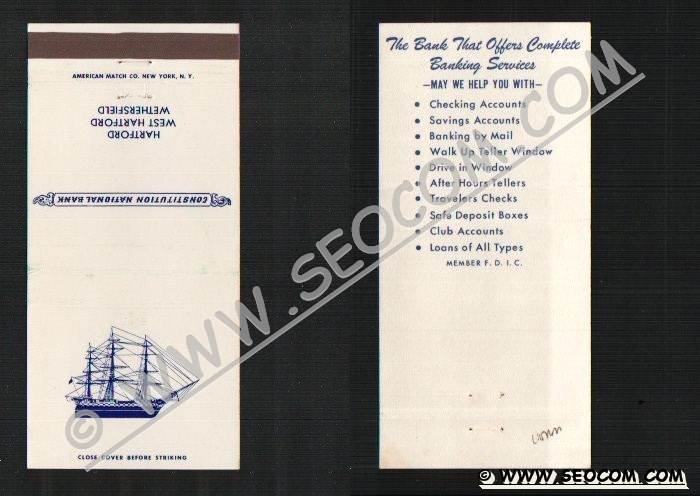 AMERICAN MATCH CO. NEW YORK, N. Y.
HARTFORD
WEST HARTFORD
WETHERSFIELD
CONSTITUTION NATIONAL BANK
CLOSE COVER BEFORE STRIKING
The Bank That Offers Complete
Banking Services
—MAY WE HELP YOU WITH—
• Checking Accounts
• Savings Accounts
• Banking by Mail
• Walk Up Teller Window
• Drive in Window
• After Hours Tellers
• Travelers Checks
• Safe Deposit Boxes
• Club Accounts
• Loans of All Types
MEMBER F. D. I. C.
© WWW.SEOCOM.COM
© WWW.SEOCOM.COM